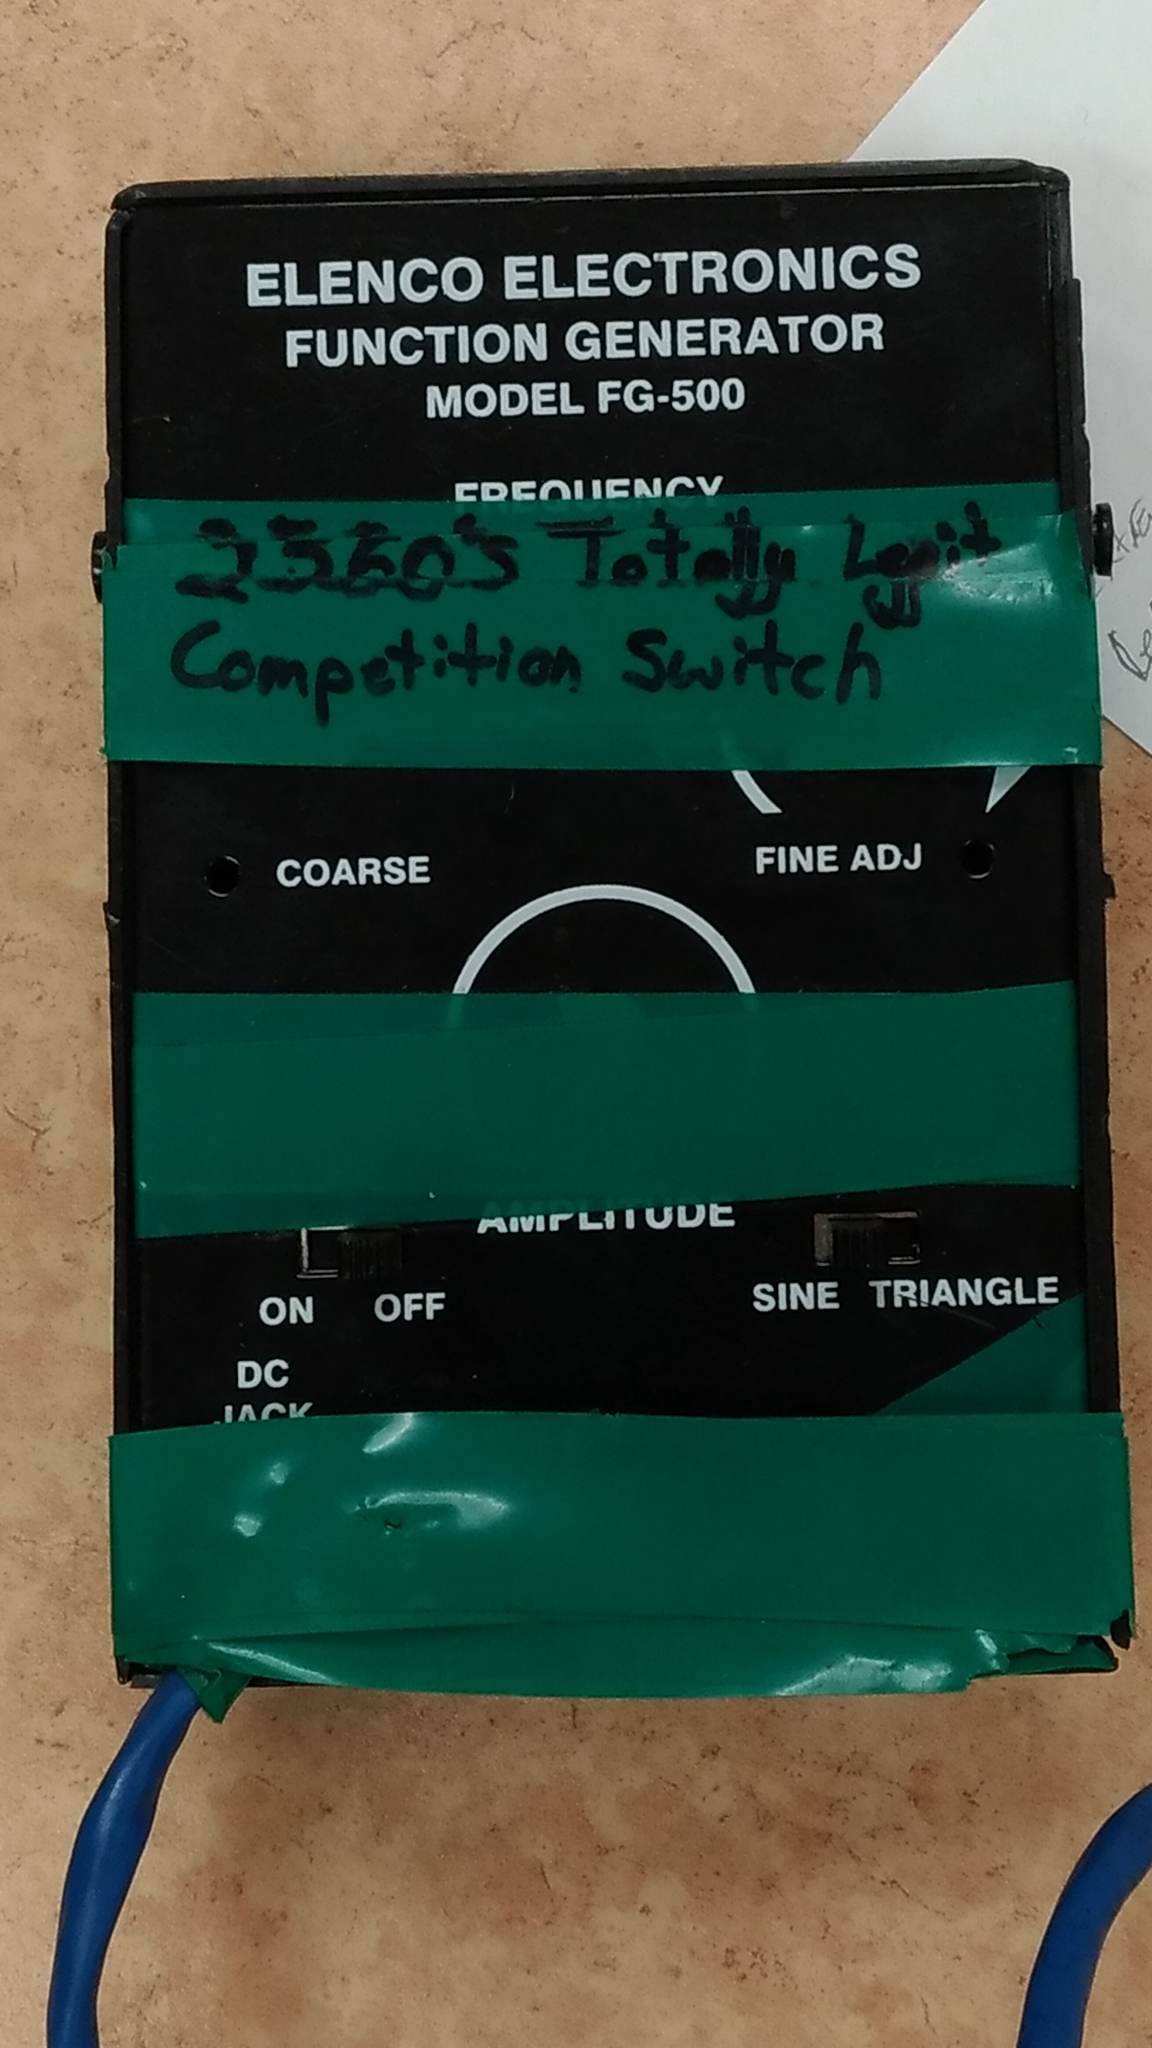 ELENCO ELECTRONICS
FUNCTION GENERATOR
MODEL FG-500
FREQUENCY
Totally Legit
Competition Switch
COARSE
FINE ADJ
AMPLITUDE
ON OFF
SINE TRIANGLE
DC
JACK